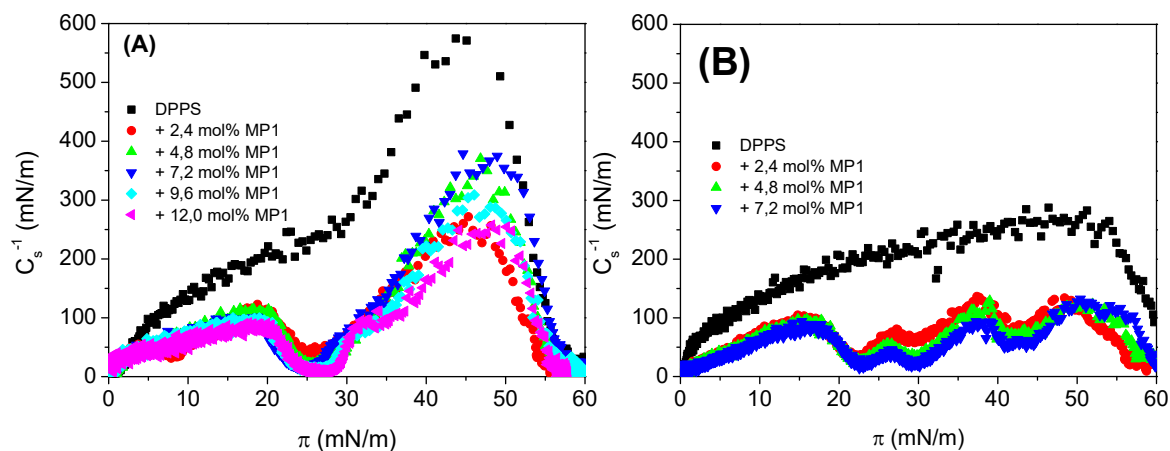 (A)
C_s^-1 (mN/m)
600
500
400
300
200
100
0
DPPS
+ 2,4 mol% MP1
+ 4,8 mol% MP1
+ 7,2 mol% MP1
+ 9,6 mol% MP1
+ 12,0 mol% MP1
0 10 20 30 40 50 60
π (mN/m)
(B)
C_s^-1 (mN/m)
600
500
400
300
200
100
0
DPPS
+ 2,4 mol% MP1
+ 4,8 mol% MP1
+ 7,2 mol% MP1
0 10 20 30 40 50 60
π (mN/m)